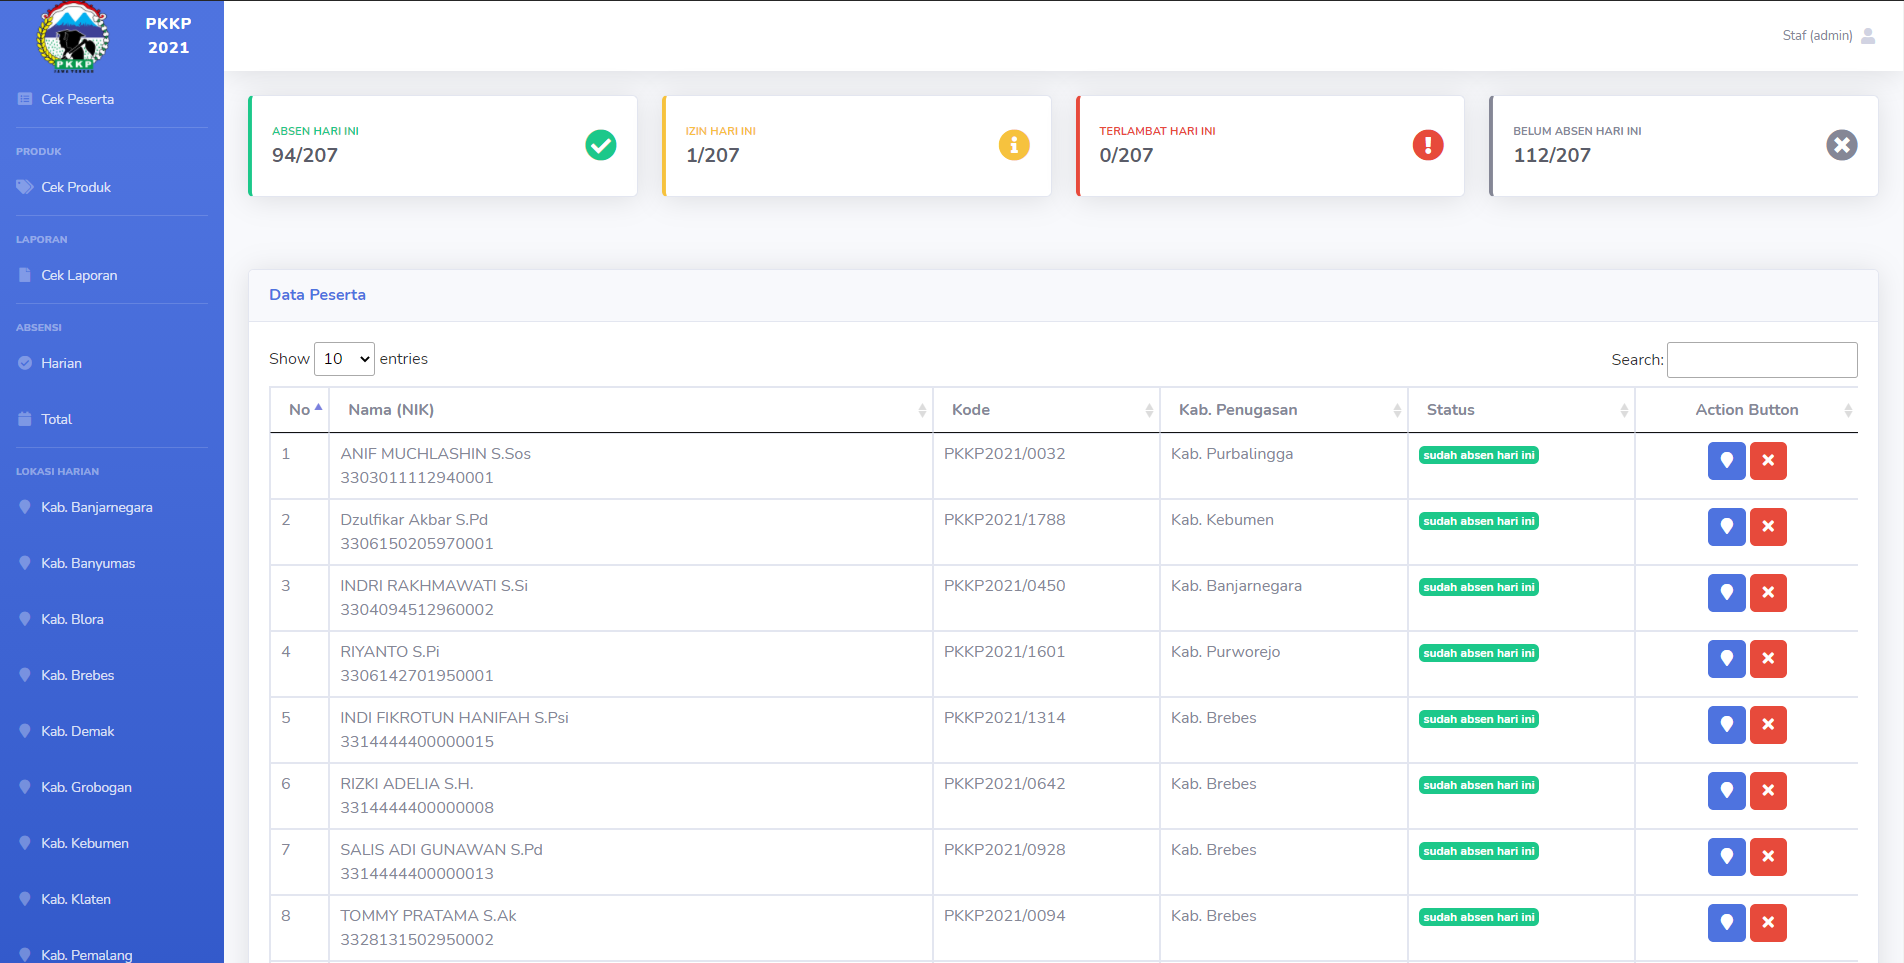 PKKP
2021
PKKP
Cek Peserta
PRODUK
Cek Produk
LAPORAN
Cek Laporan
ABSENSI
Harian
Total
LOKASI HARIAN
Kab. Banjarnegara
Kab. Banyumas
Kab. Blora
Kab. Brebes
Kab. Demak
Kab. Grobogan
Kab. Kebumen
Kab. Klaten
Kab. Pemalang
Staf (admin)
ABSEN HARI INI
94/207
IZIN HARI INI
1/207
TERLAMBAT HARI INI
0/207
BELUM ABSEN HARI INI
112/207
Data Peserta
Show 10 entries
Search:
No Nama (NIK) Kode Kab. Penugasan Status Action Button
1 ANIF MUCHLASHIN S.Sos PKKP2021/0032 Kab. Purbalingga sudah absen hari ini
3303011112940001
2 Dzulfikar Akbar S.Pd PKKP2021/1788 Kab. Kebumen sudah absen hari ini
3306150205970001
3 INDRI RAKHMAWATI S.Si PKKP2021/0450 Kab. Banjarnegara sudah absen hari ini
3304094512960002
4 RIYANTO S.Pi PKKP2021/1601 Kab. Purworejo sudah absen hari ini
3306142701950001
5 INDI FIKROTUN HANIFAH S.Psi PKKP2021/1314 Kab. Brebes sudah absen hari ini
3314444400000015
6 RIZKI ADELIA S.H. PKKP2021/0642 Kab. Brebes sudah absen hari ini
3314444400000008
7 SALIS ADI GUNAWAN S.Pd PKKP2021/0928 Kab. Brebes sudah absen hari ini
3314444400000013
8 TOMMY PRATAMA S.Ak PKKP2021/0094 Kab. Brebes sudah absen hari ini
3328131502950002